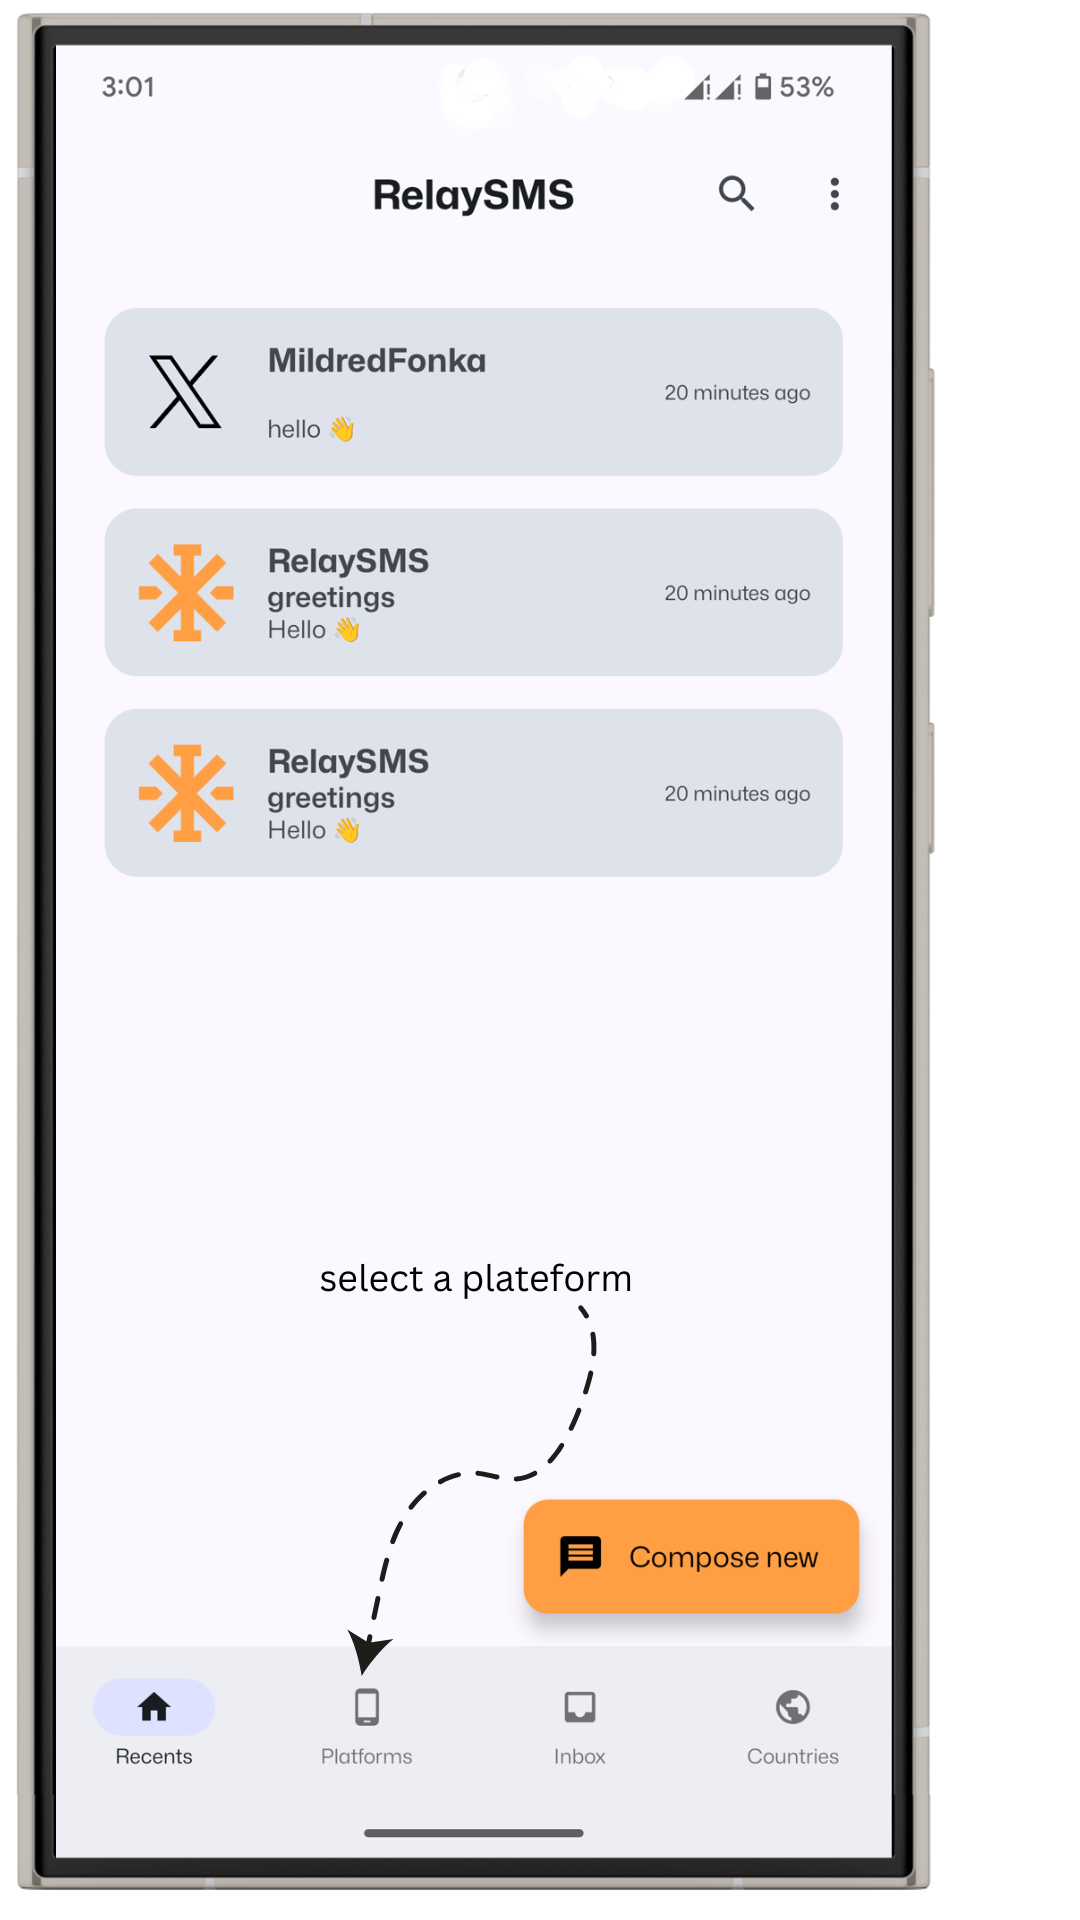 3:01
53%
RelaySMS
MildredFonka
20 minutes ago
hello 👋
RelaySMS
greetings
20 minutes ago
Hello 👋
RelaySMS
greetings
20 minutes ago
Hello 👋
select a plateform
Compose new
Recents
Platforms
Inbox
Countries